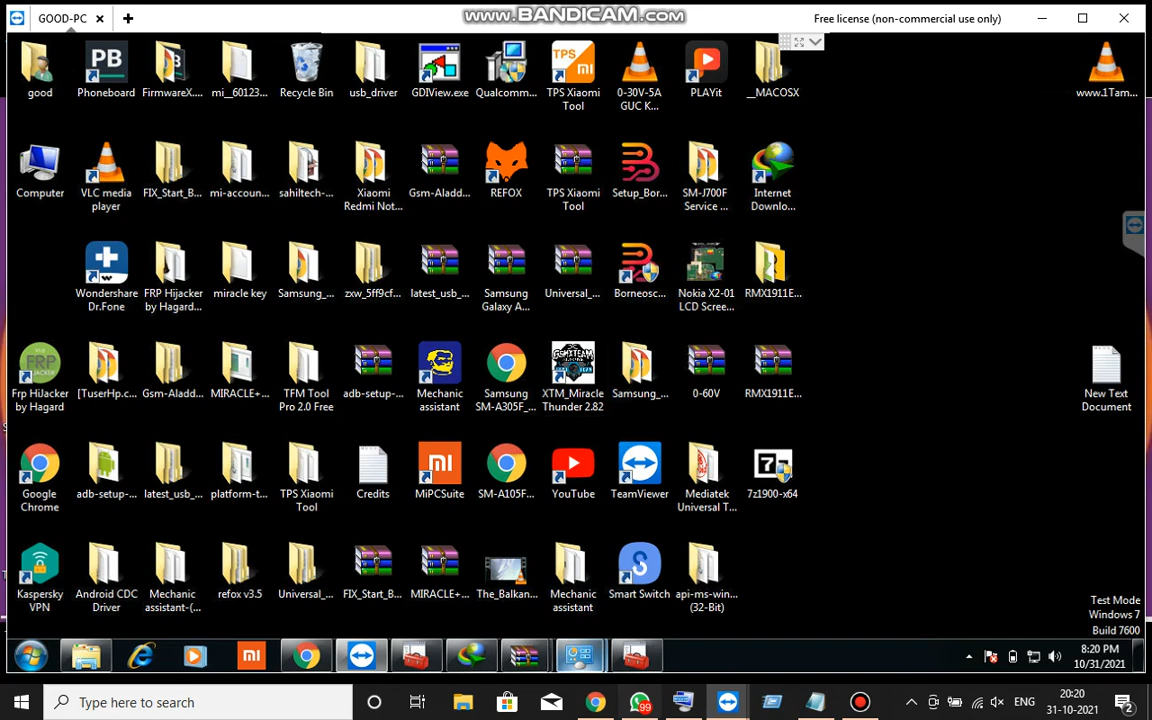 GOOD-PC
www.BANDICAM.com
Free license (non-commercial use only)
good
Phoneboard
FirmwareX....
mi__60123...
Recycle Bin
usb_driver
GDIView.exe
Qualcomm...
TPS Xiaomi
Tool
0-30V-5A
GUC K...
PLAYit
__MACOSX
www.1Tam...
Computer
VLC media
player
FIX_Start_B...
mi-accoun...
sahiltech-...
Xiaomi
Redmi Not...
Gsm-Aladd...
REFOX
TPS Xiaomi
Tool
Setup_Bor...
SM-J700F
Service ...
Internet
Downlo...
Wondershare
Dr.Fone
FRP Hijacker
by Hagard...
miracle key
Samsung_...
zxw_5ff9cf...
latest_usb_...
Samsung
Galaxy A...
Universal_...
Borneosc...
Nokia X2-01
LCD Scree...
RMX1911E...
Frp HiJacker
by Hagard
[TuserHp.c...
Gsm-Aladd...
MIRACLE+...
TFM Tool
Pro 2.0 Free
adb-setup-...
Mechanic
assistant
Samsung
SM-A305F_...
XTM_Miracle
Thunder 2.82
Samsung_...
0-60V
RMX1911E...
New Text
Document
Google
Chrome
adb-setup-...
latest_usb_...
platform-t...
TPS Xiaomi
Tool
Credits
MiPCSuite
SM-A105F...
YouTube
TeamViewer
Mediatek
Universal T...
7z1900-x64
Kaspersky
VPN
Android CDC
Driver
Mechanic
assistant-(...
refox v3.5
Universal_...
FIX_Start_B...
MIRACLE+...
The_Balkan...
Mechanic
assistant
Smart Switch
api-ms-win...
(32-Bit)
Test Mode
Windows 7
Build 7600
8:20 PM
10/31/2021
Type here to search
99
ENG
20:20
31-10-2021
2